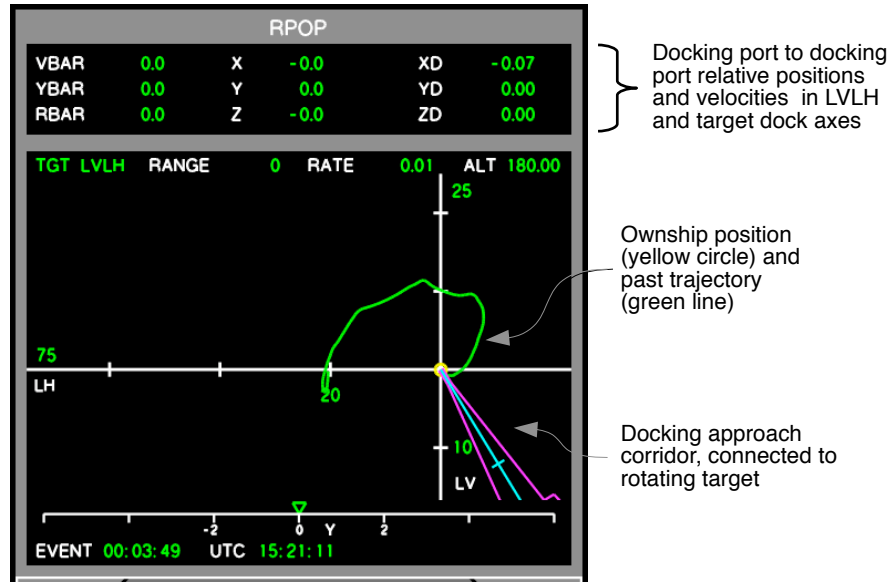 RPOP
VBAR 0.0 X -0.0 XD -0.07
YBAR 0.0 Y 0.0 YD 0.00
RBAR 0.0 Z -0.0 ZD 0.00
Docking port to docking
port relative positions
and velocities in LVLH
and target dock axes
TGT LVLH RANGE 0 RATE 0.01 ALT 180.00
25
Ownship position
(yellow circle) and
past trajectory
(green line)
75
LH
20
10
LV
Docking approach
corridor, connected to
rotating target
-2 0 Y 2
EVENT 00:03:49 UTC 15:21:11